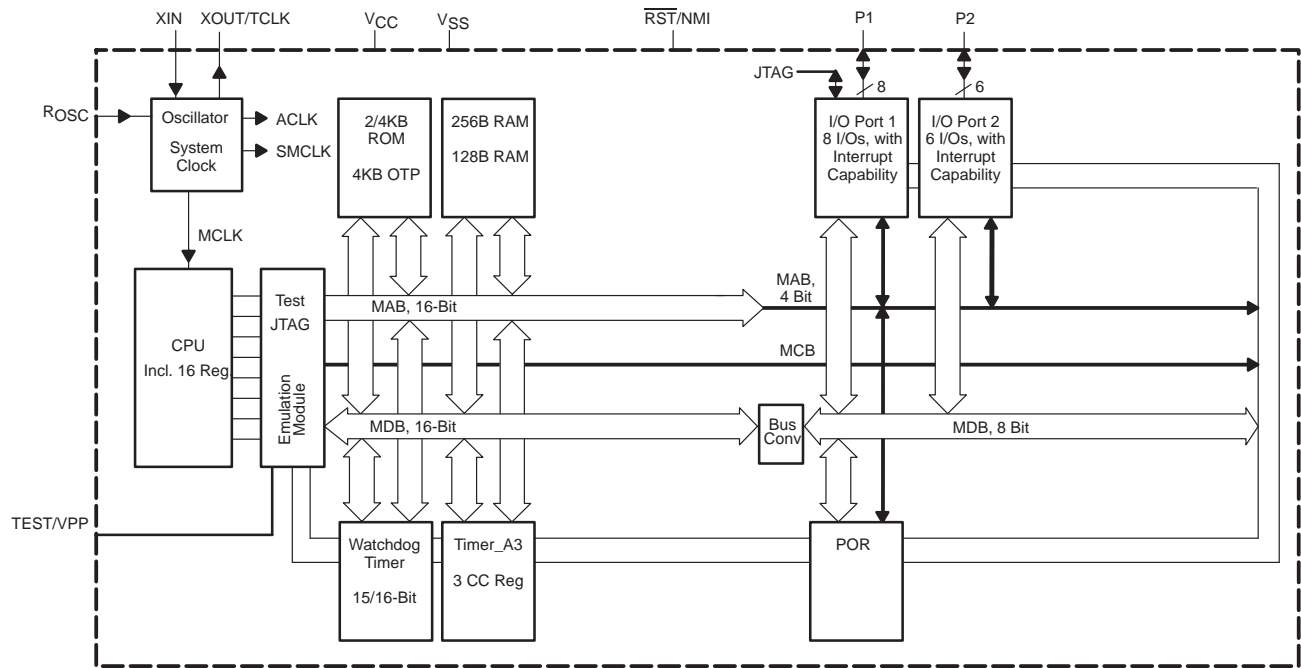 XIN
XOUT/TCLK
VCC
VSS
RST/NMI
P1
P2
JTAG
8
6
ROSC
Oscillator
System
Clock
ACLK
SMCLK
2/4KB
ROM
4KB OTP
256B RAM
128B RAM
I/O Port 1
8 I/Os, with
Interrupt
Capability
I/O Port 2
6 I/Os, with
Interrupt
Capability
MCLK
CPU
Incl. 16 Reg.
Test
JTAG
Emulation
Module
MAB, 16-Bit
MAB,
4 Bit
MCB
MDB, 16-Bit
Bus
Conv
MDB, 8 Bit
TEST/VPP
Watchdog
Timer
15/16-Bit
Timer_A3
3 CC Reg
POR